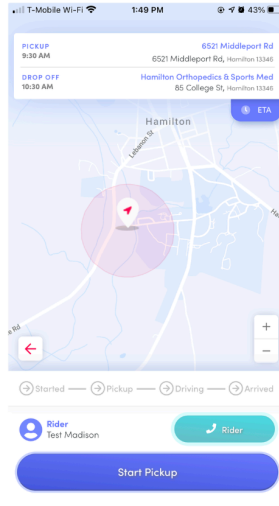 T-Mobile Wi-Fi 1:49 PM 43%
PICKUP 6521 Middleport Rd
9:30 AM 6521 Middleport Rd, Hamilton 13346
DROP OFF Hamilton Orthopedics & Sports Med
10:30 AM 85 College St, Hamilton 13346
ETA
Hamilton
Lebanon St
Ha
e Rd
+
−
Started Pickup Driving Arrived
Rider
Test Madison
Rider
Start Pickup